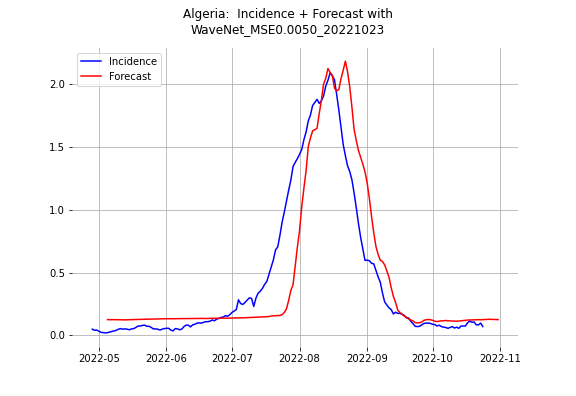 Algeria:  Incidence + Forecast with
WaveNet_MSE0.0050_20221023
Incidence
Forecast
2.0
1.5
1.0
0.5
0.0
2022-05 2022-06 2022-07 2022-08 2022-09 2022-10 2022-11